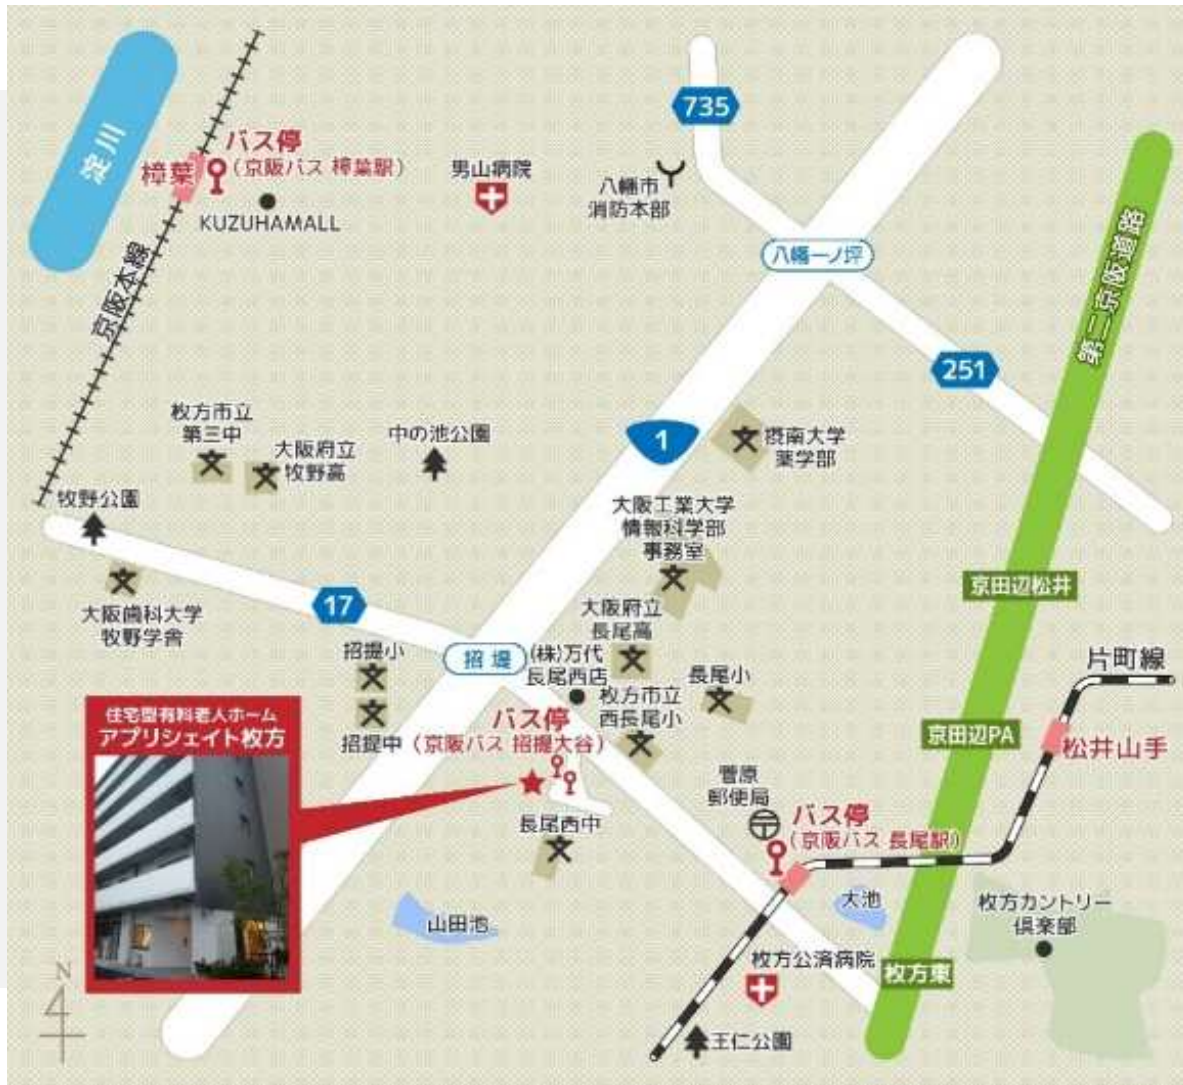 淀川
樟葉
バス停
(京阪バス 樟葉駅)
KUZUHAMALL
京阪本線
男山病院
八幡市
消防本部
735
八幡一ノ坪
251
第二京阪道路
枚方市立
第三中
大阪府立
牧野高
中の池公園
1
摂南大学
薬学部
牧野公園
大阪歯科大学
牧野学舎
17
大阪工業大学
情報科学部
事務室
大阪府立
長尾高
京田辺松井
招提小
招提中
招堤
(株)万代
長尾西店
枚方市立
西長尾小
長尾小
片町線
松井山手
京田辺PA
バス停
(京阪バス 招提大谷)
住宅型有料老人ホーム
アプリシェイト枚方
長尾西中
菅原
郵便局
バス停
(京阪バス 長尾駅)
山田池
大池
枚方カントリー
倶楽部
枚方公済病院
枚方東
王仁公園
N